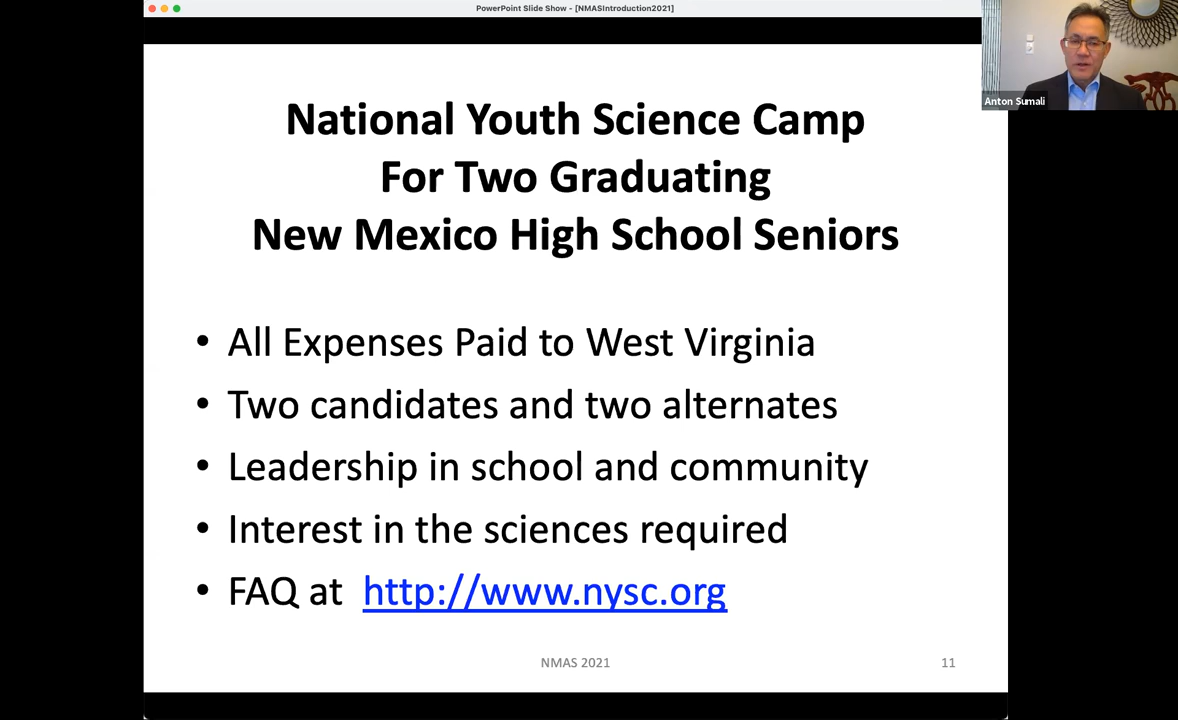 PowerPoint Slide Show - [NMASIntroduction2021]
Anton Sumali
National Youth Science Camp
For Two Graduating
New Mexico High School Seniors
• All Expenses Paid to West Virginia
• Two candidates and two alternates
• Leadership in school and community
• Interest in the sciences required
• FAQ at http://www.nysc.org
NMAS 2021
11